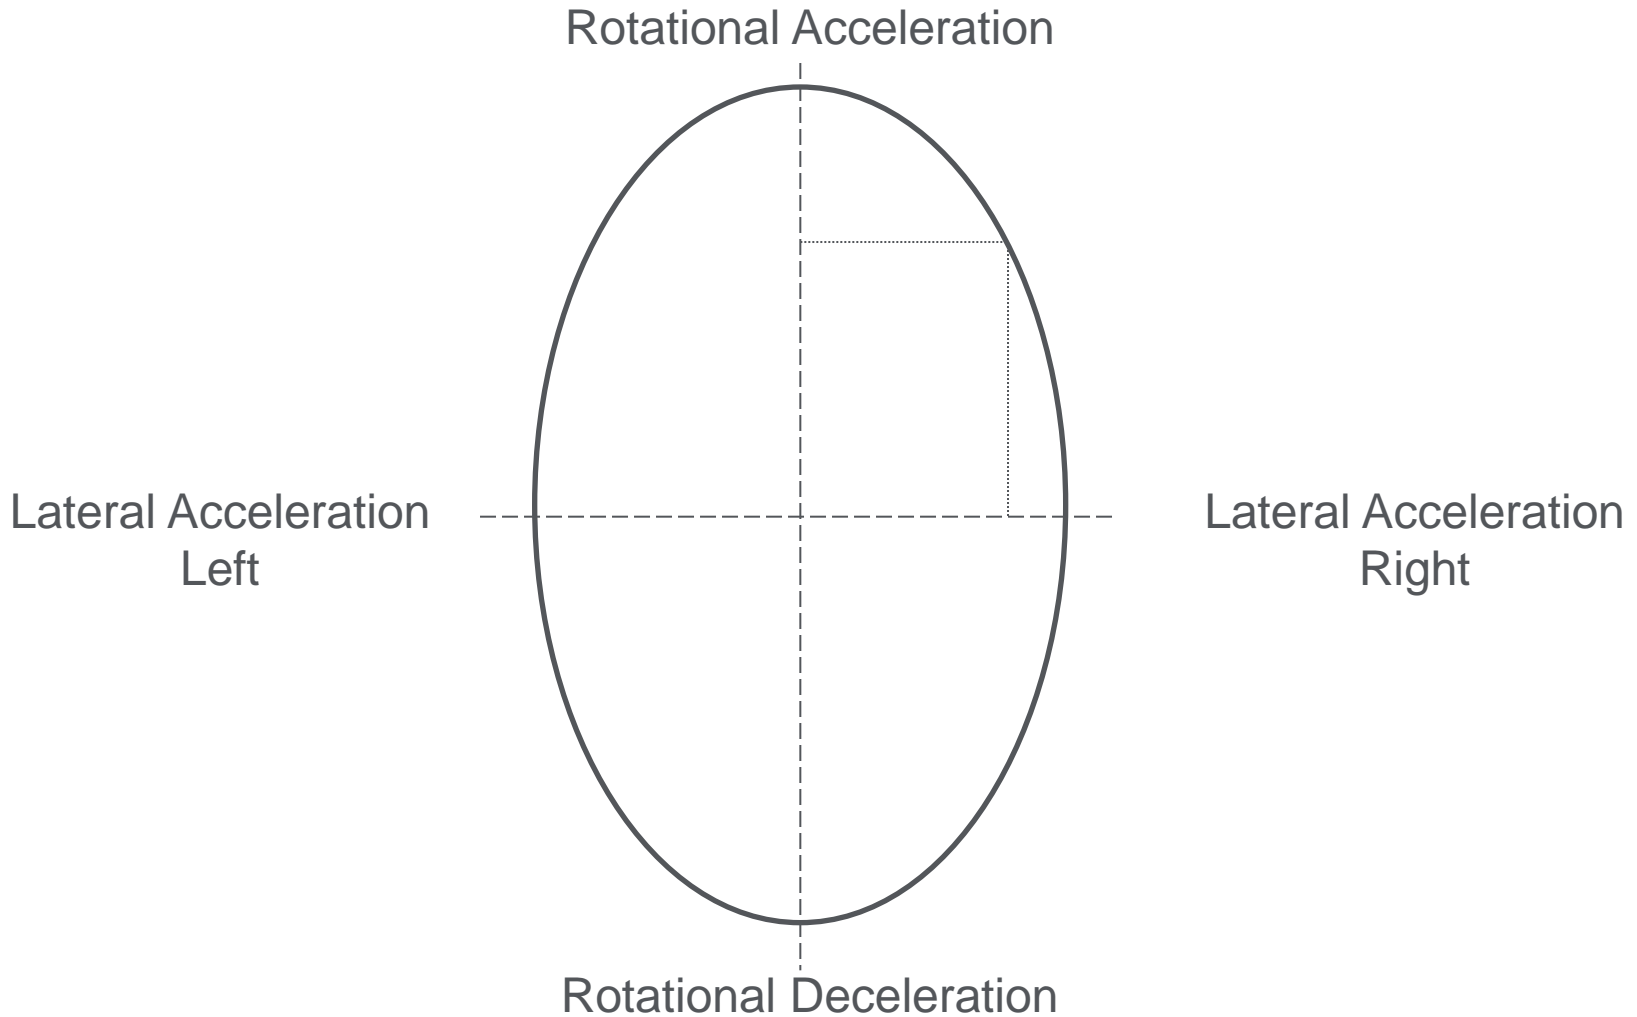 Rotational Acceleration
Lateral Acceleration
Left
Lateral Acceleration
Right
Rotational Deceleration